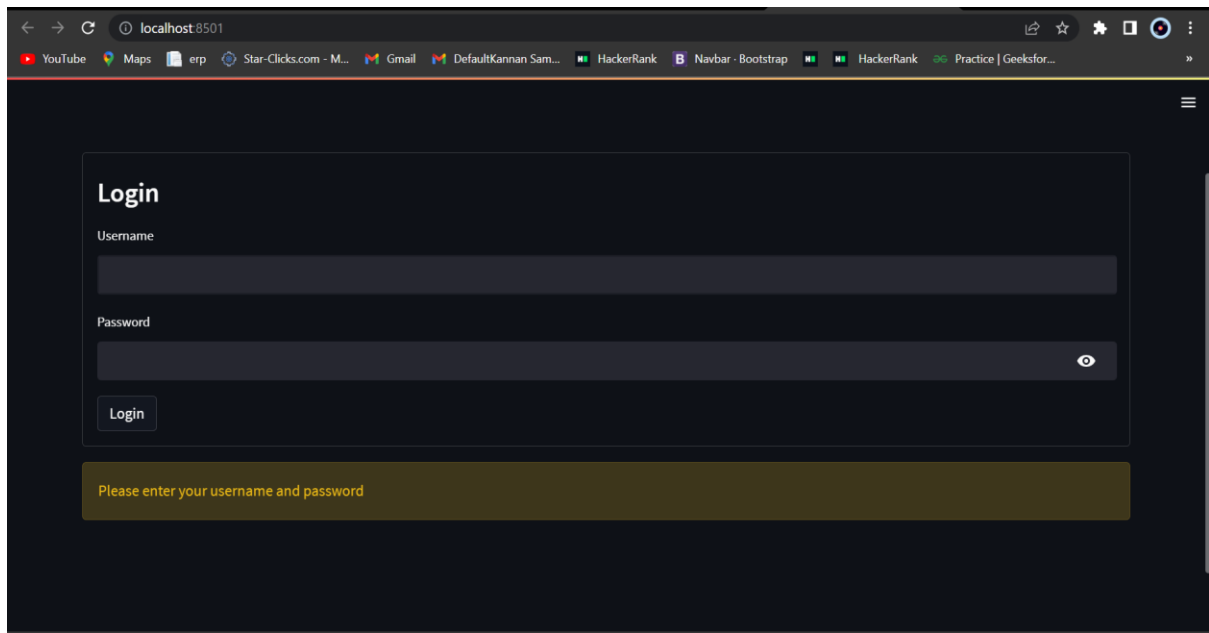 localhost:8501
YouTube Maps erp Star-Clicks.com - M... Gmail DefaultKannan Sam... HackerRank B Navbar · Bootstrap HackerRank Practice | Geeksfor... »
Login
Username
Password
Login
Please enter your username and password